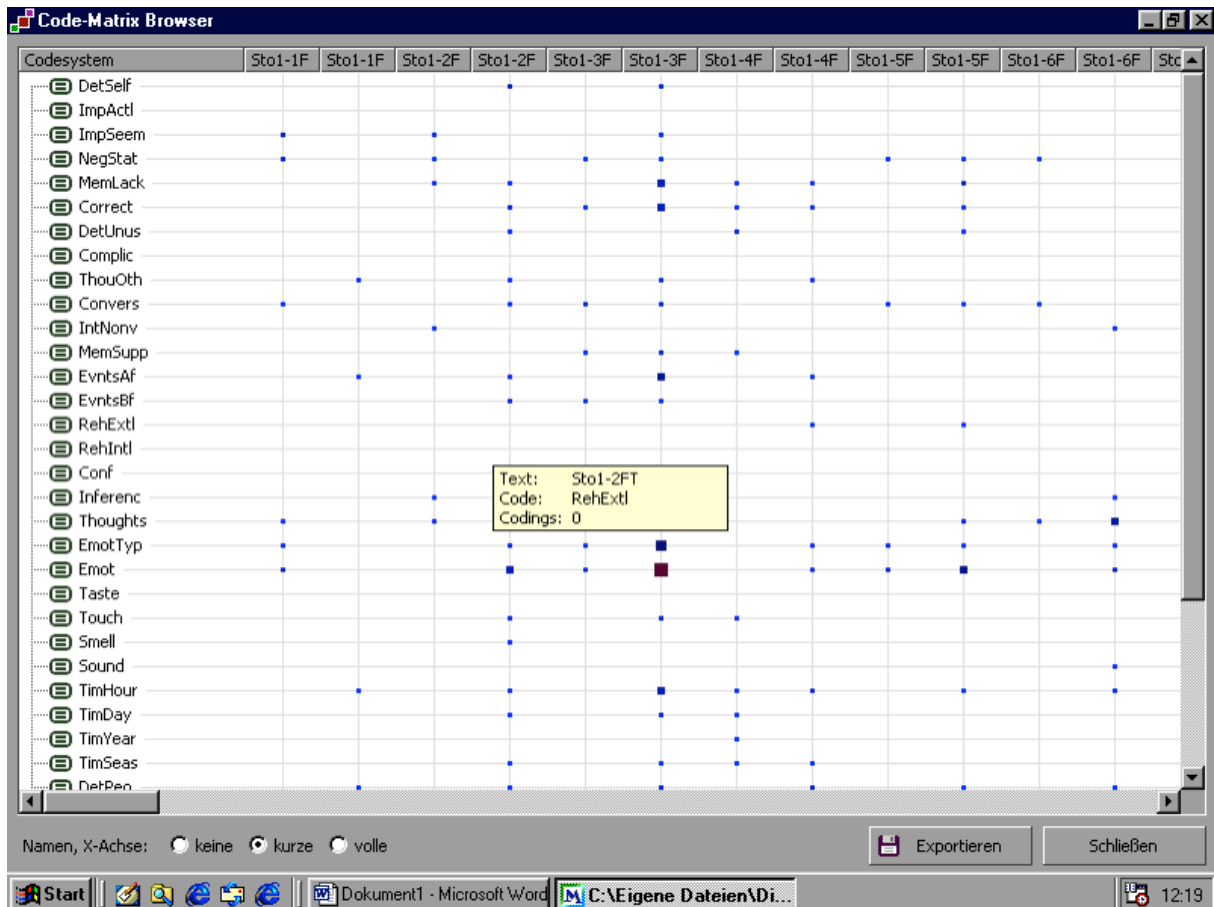 Code-Matrix Browser
Codesystem Sto1-1F Sto1-1F Sto1-2F Sto1-2F Sto1-3F Sto1-3F Sto1-4F Sto1-4F Sto1-5F Sto1-5F Sto1-6F Sto1-6F Stc
DetSelf
ImpActl
ImpSeem
NegStat
MemLack
Correct
DetUnus
Complic
ThouOth
Convers
IntNonv
MemSupp
EvntsAf
EvntsBf
RehExtl
RehIntl
Conf
Inferenc
Thoughts
EmotTyp
Emot
Taste
Touch
Smell
Sound
TimHour
TimDay
TimYear
TimSeas
DetPeo
Text: Sto1-2FT
Code: RehExtl
Codings: 0
Namen, X-Achse: keine kurze volle Exportieren Schließen
Start Dokument1 - Microsoft Word C:\Eigene Dateien\Di... 12:19